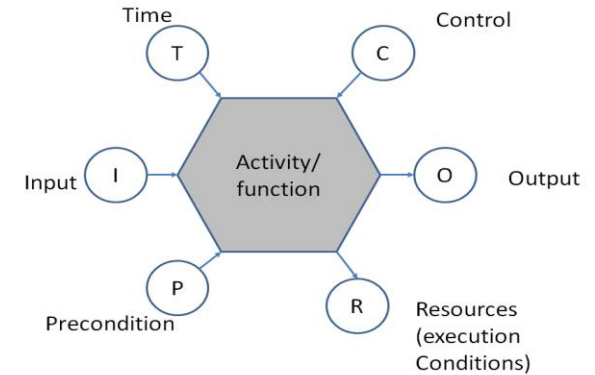 Time
Control
T
C
Activity/
function
Input
I
O
Output
P
R
Precondition
Resources
(execution
Conditions)